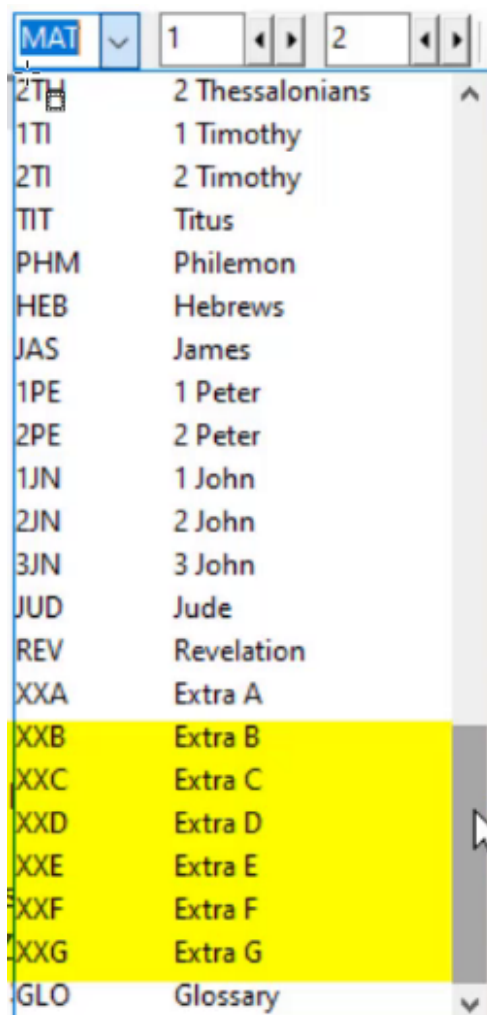 MAT 1 2
2TH 2 Thessalonians
1TI 1 Timothy
2TI 2 Timothy
TIT Titus
PHM Philemon
HEB Hebrews
JAS James
1PE 1 Peter
2PE 2 Peter
1JN 1 John
2JN 2 John
3JN 3 John
JUD Jude
REV Revelation
XXA Extra A
XXB Extra B
XXC Extra C
XXD Extra D
XXE Extra E
XXF Extra F
XXG Extra G
GLO Glossary